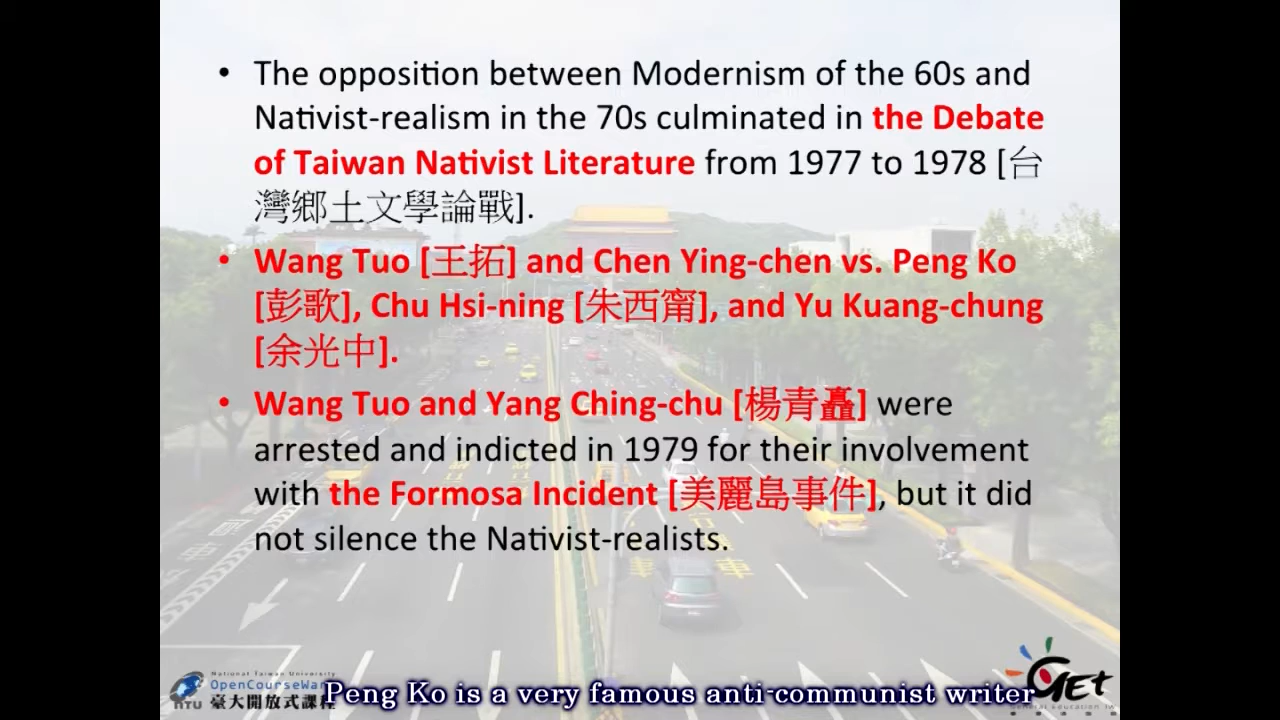 • The opposition between Modernism of the 60s and
Nativist-realism in the 70s culminated in the Debate
of Taiwan Nativist Literature from 1977 to 1978 [台
灣鄉土文學論戰].
• Wang Tuo [王拓] and Chen Ying-chen vs. Peng Ko
[彭歌], Chu Hsi-ning [朱西甯], and Yu Kuang-chung
[余光中].
• Wang Tuo and Yang Ching-chu [楊青矗] were
arrested and indicted in 1979 for their involvement
with the Formosa Incident [美麗島事件], but it did
not silence the Nativist-realists.
National Taiwan University
OpenCourseWare
NTU 臺大開放式課程
Peng Ko is a very famous anti-communist writer
GET